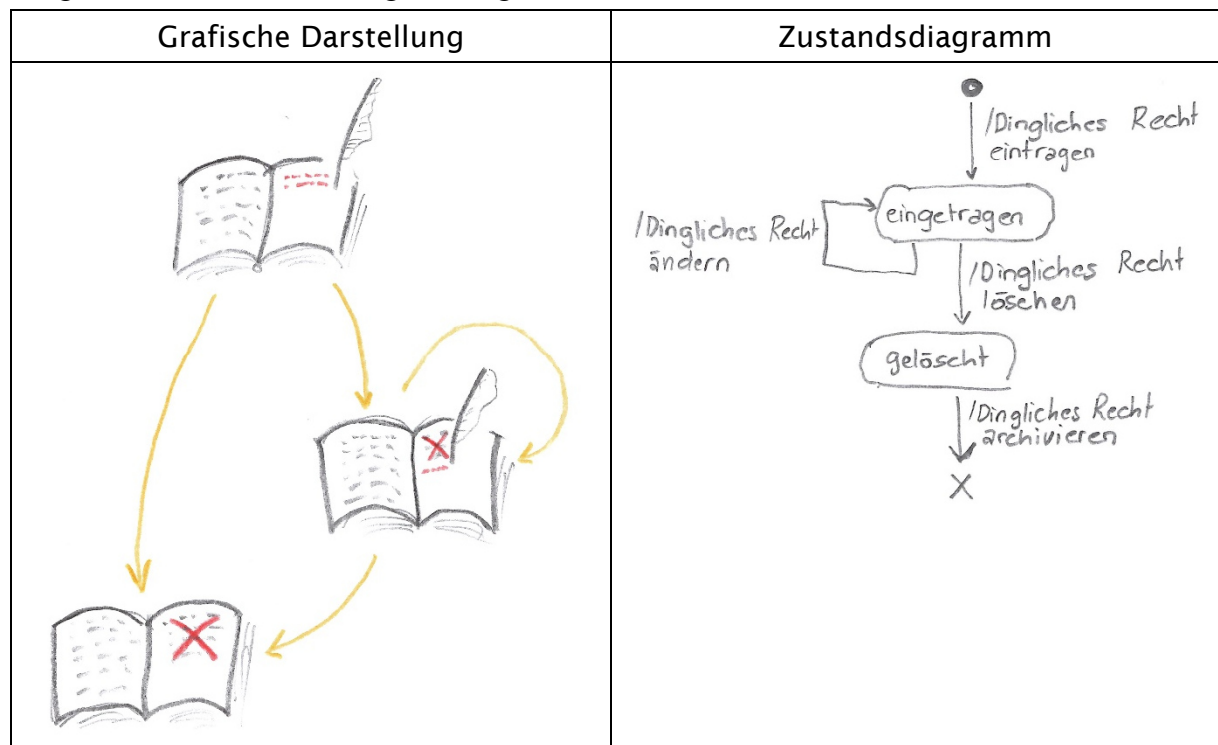 Grafische Darstellung
Zustandsdiagramm
/Dingliches Recht
eintragen
eingetragen
/Dingliches Recht
ändern
/Dingliches Recht
löschen
gelöscht
/Dingliches Recht
archivieren